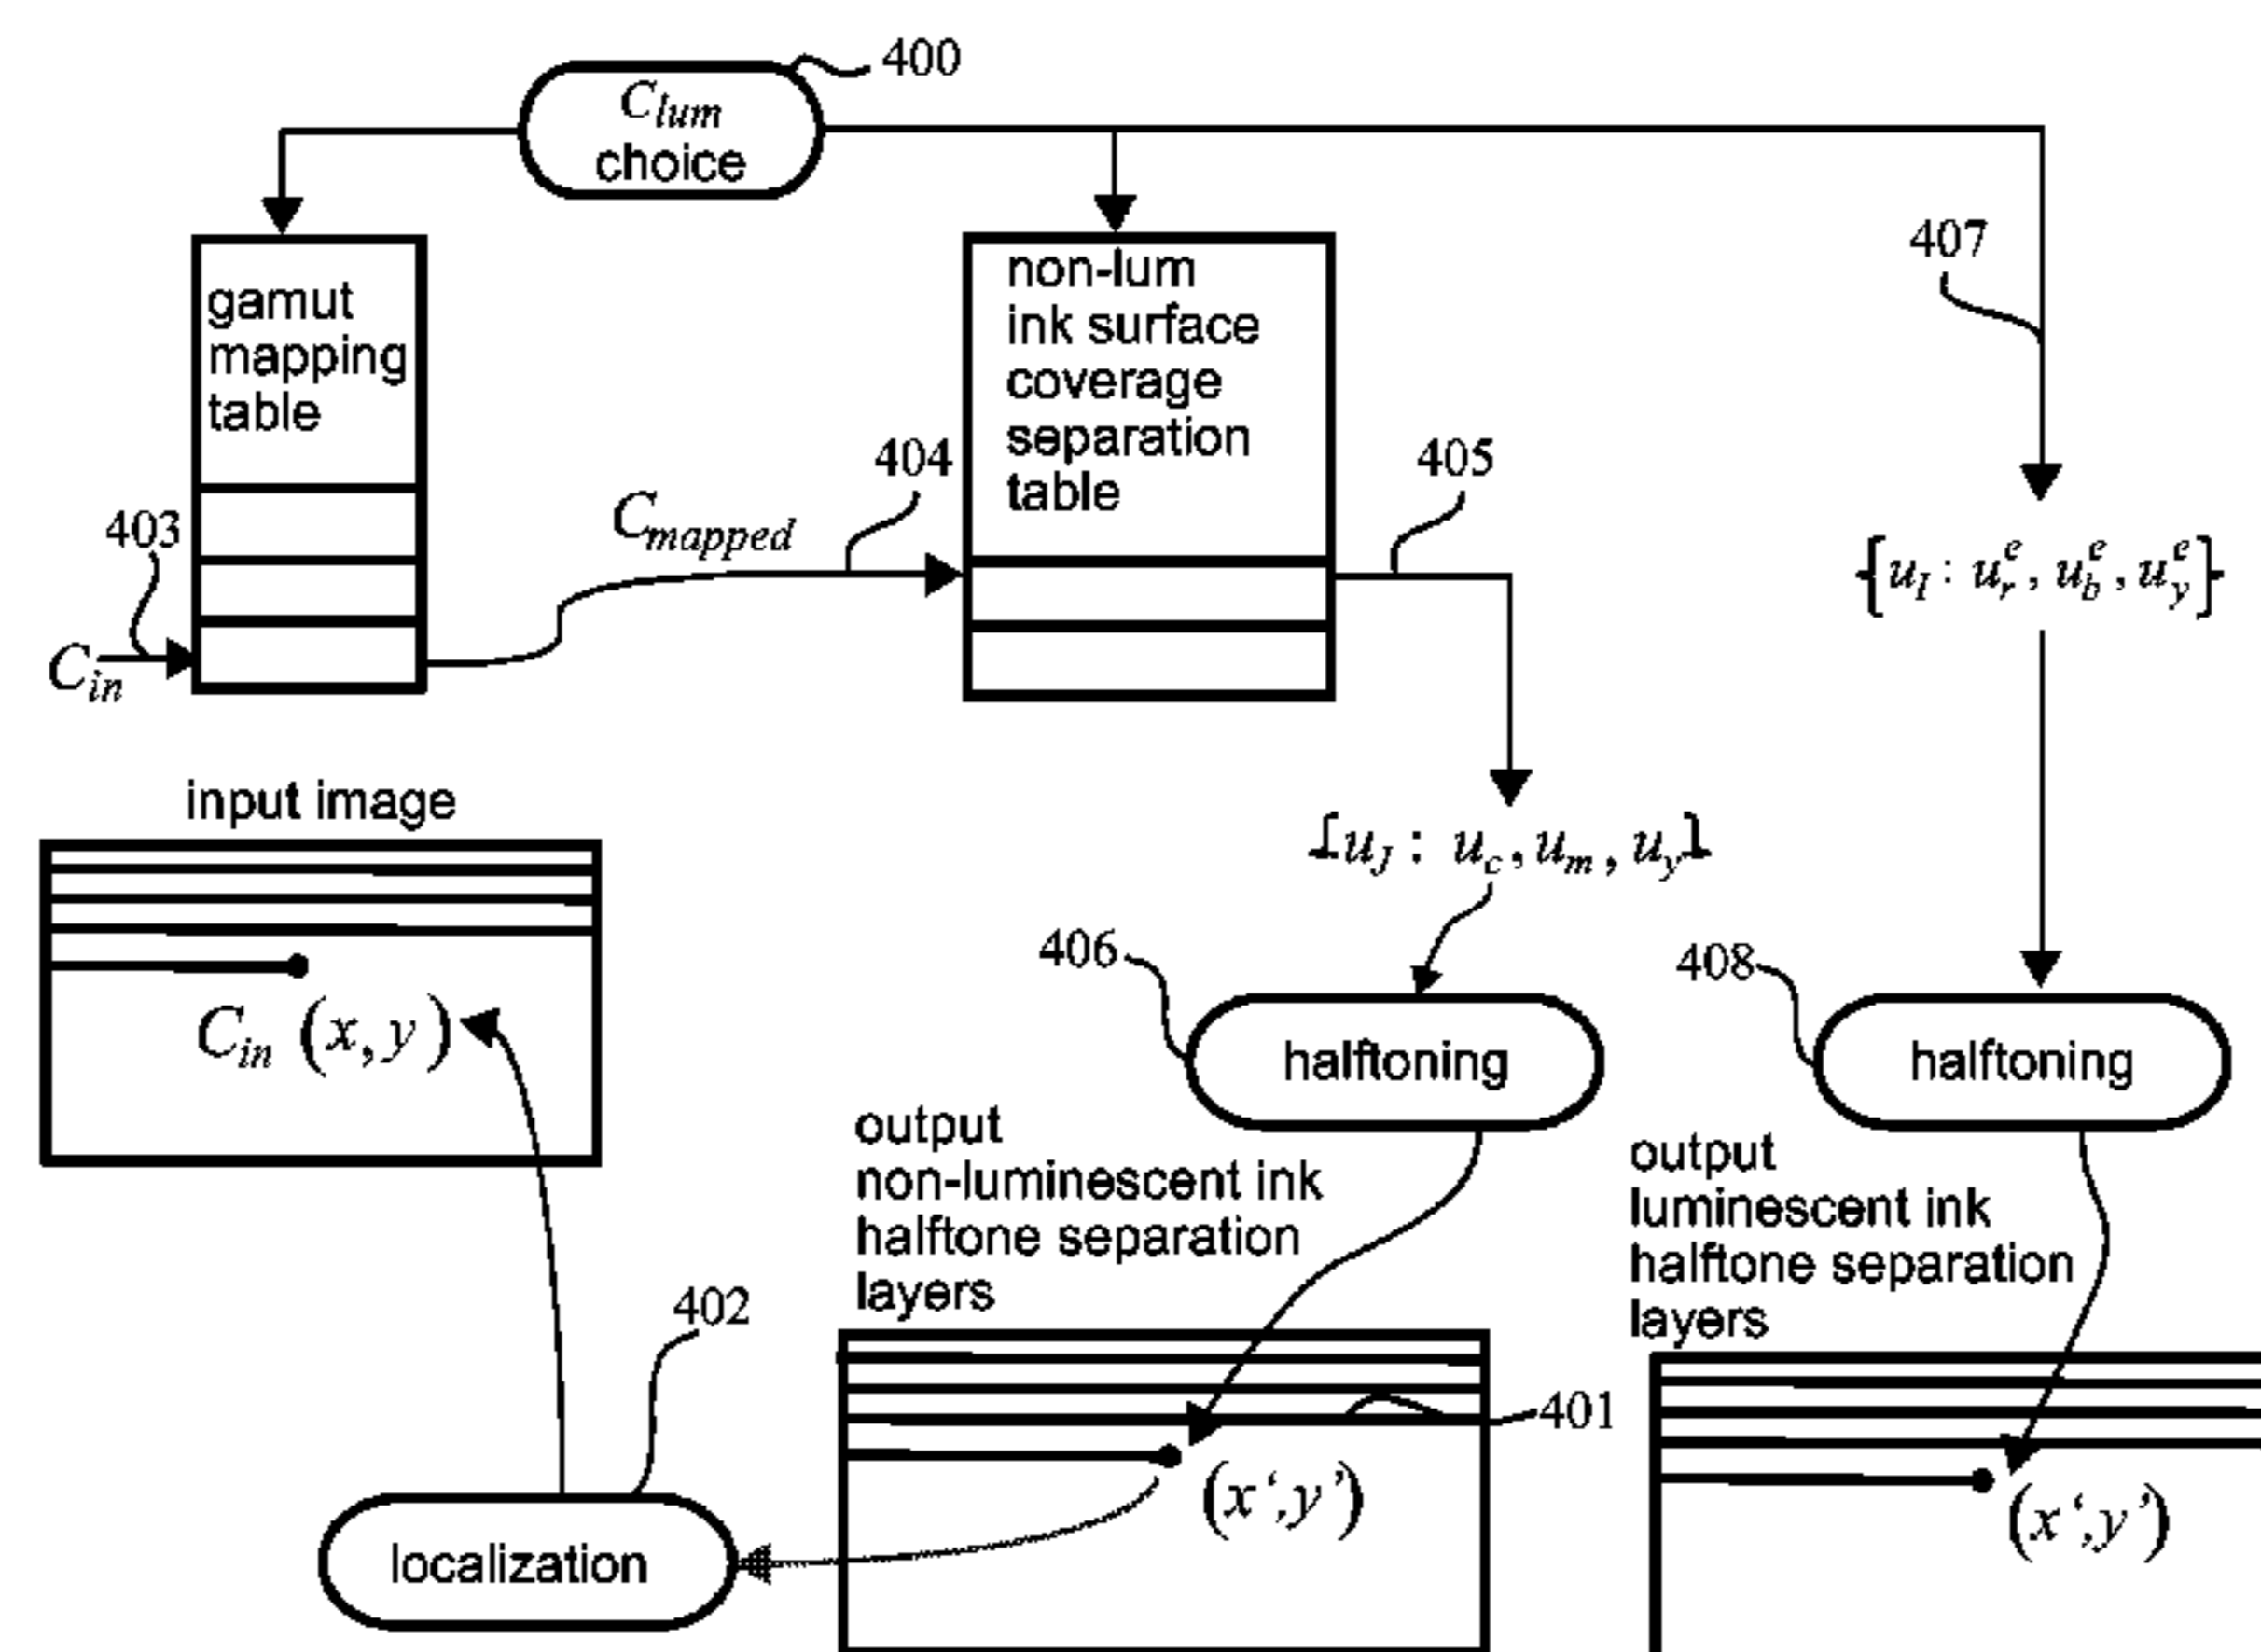 400
C_lum
choice
gamut
mapping
table
non-lum
ink surface
coverage
separation
table
407
403
C_in
C_mapped
404
405
{u_I : u_r^e, u_b^e, u_y^e}
input image
C_in (x, y)
{u_J : u_c, u_m, u_y}
406
halftoning
408
halftoning
output
non-luminescent ink
halftone separation
layers
output
luminescent ink
halftone separation
layers
402
localization
401
(x‘,y’)
(x‘,y’)